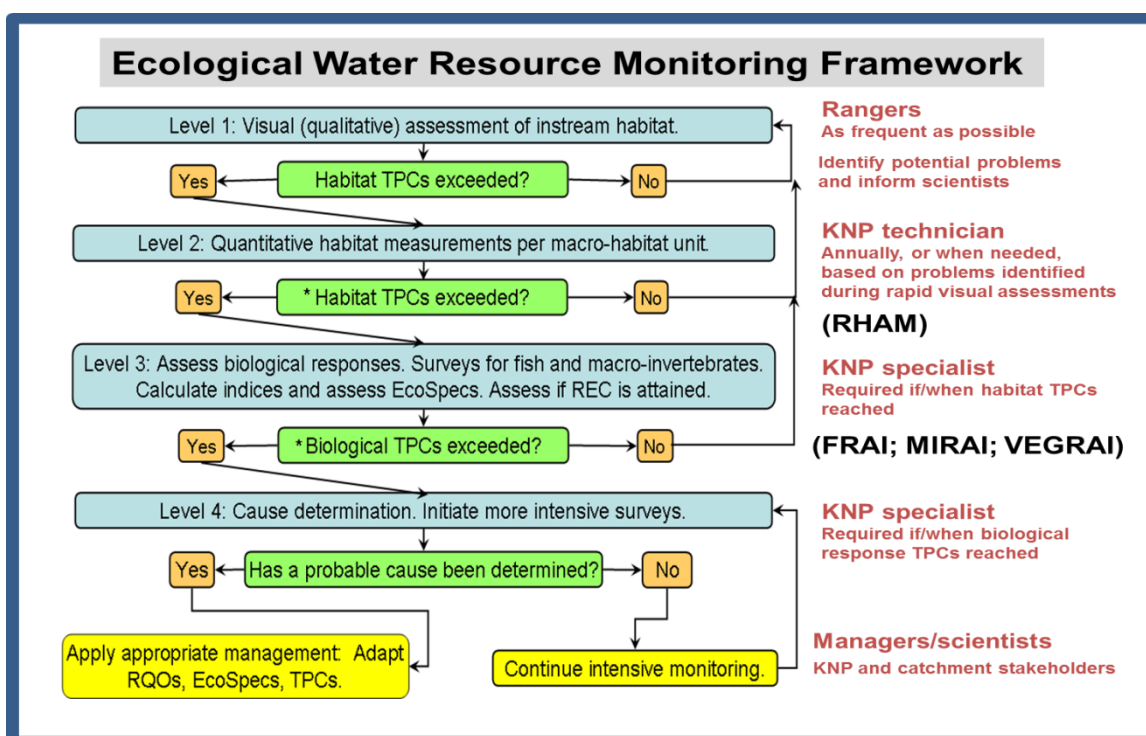 Ecological Water Resource Monitoring Framework
Level 1: Visual (qualitative) assessment of instream habitat.
Yes
Habitat TPCs exceeded?
No
Rangers
As frequent as possible
Identify potential problems
and inform scientists
Level 2: Quantitative habitat measurements per macro-habitat unit.
Yes
* Habitat TPCs exceeded?
No
KNP technician
Annually, or when needed,
based on problems identified
during rapid visual assessments
(RHAM)
Level 3: Assess biological responses. Surveys for fish and macro-invertebrates.
Calculate indices and assess EcoSpecs. Assess if REC is attained.
Yes
* Biological TPCs exceeded?
No
KNP specialist
Required if/when habitat TPCs
reached
(FRAI; MIRAI; VEGRAI)
Level 4: Cause determination. Initiate more intensive surveys.
Yes
Has a probable cause been determined?
No
KNP specialist
Required if/when biological
response TPCs reached
Apply appropriate management: Adapt
RQOs, EcoSpecs, TPCs.
Continue intensive monitoring.
Managers/scientists
KNP and catchment stakeholders